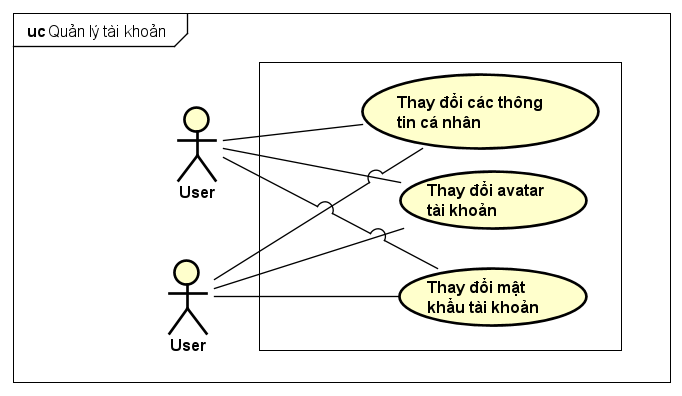 uc Quản lý tài khoản
Thay đổi các thông
tin cá nhân
User
Thay đổi avatar
tài khoản
Thay đổi mật
khẩu tài khoản
User